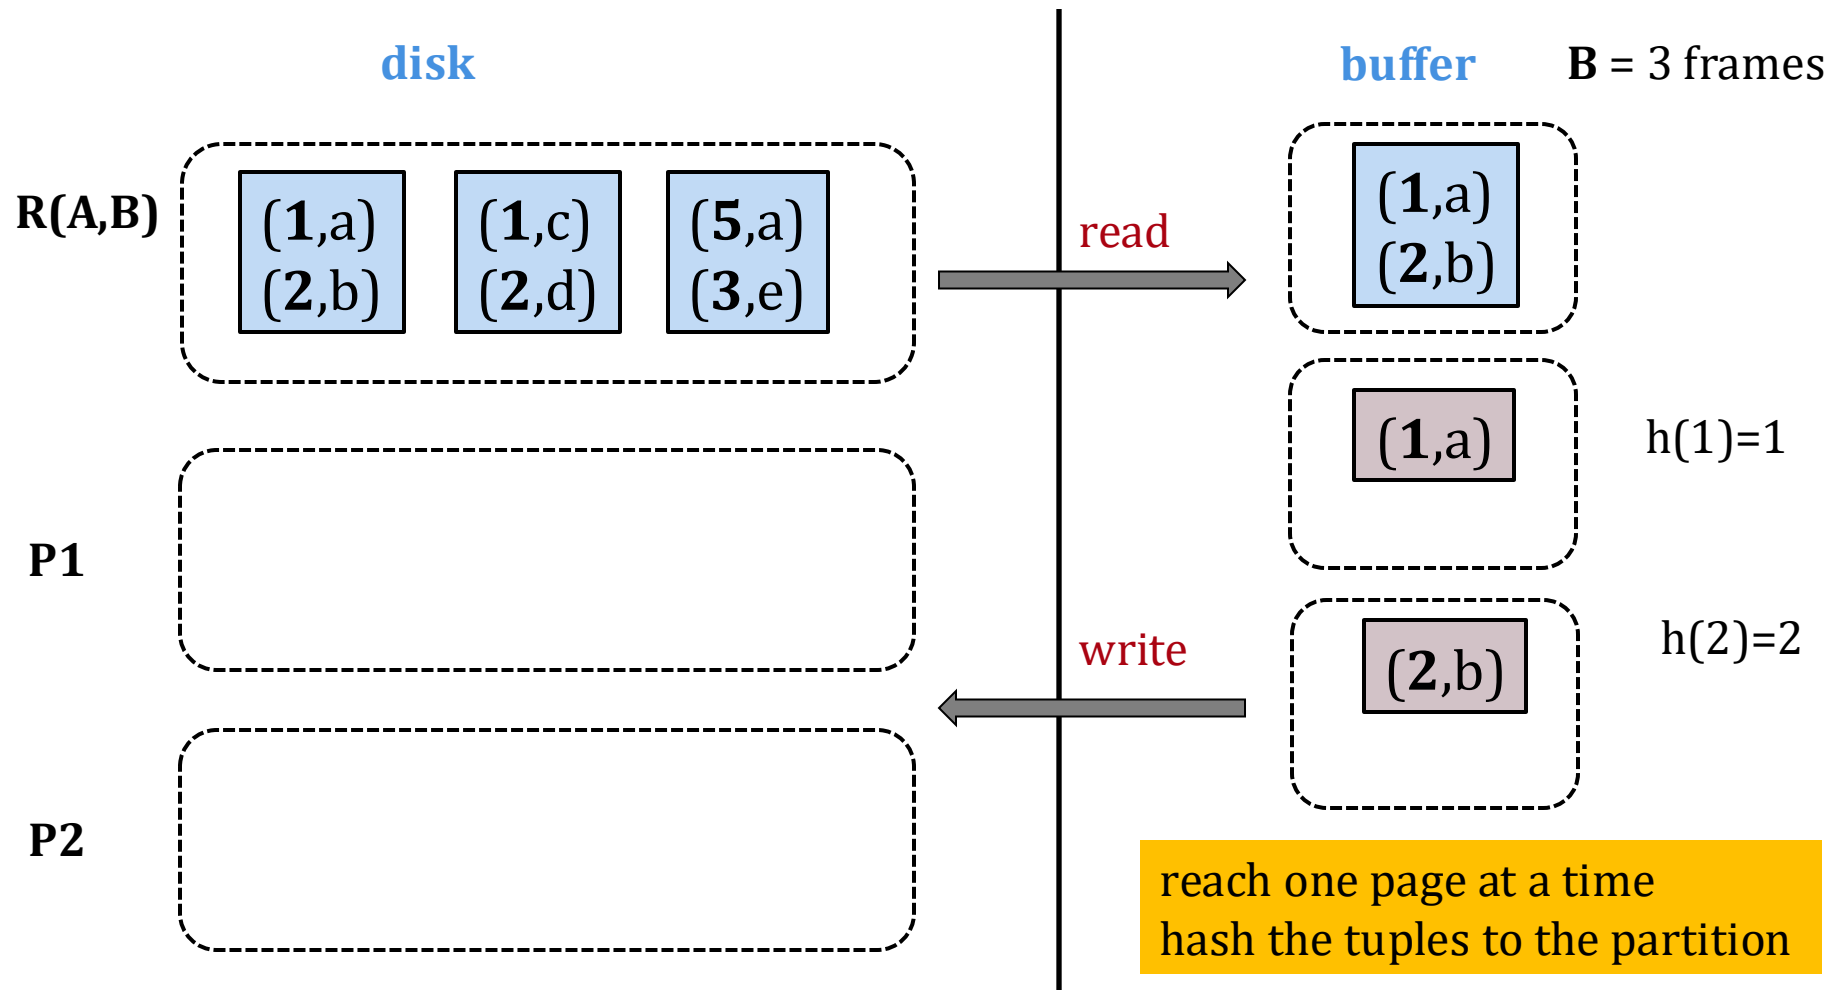 disk
buffer
B = 3 frames
R(A,B)
(1,a)
(2,b)
(1,c)
(2,d)
(5,a)
(3,e)
read
(1,a)
(2,b)
(1,a)
h(1)=1
P1
write
(2,b)
h(2)=2
P2
reach one page at a time
hash the tuples to the partition